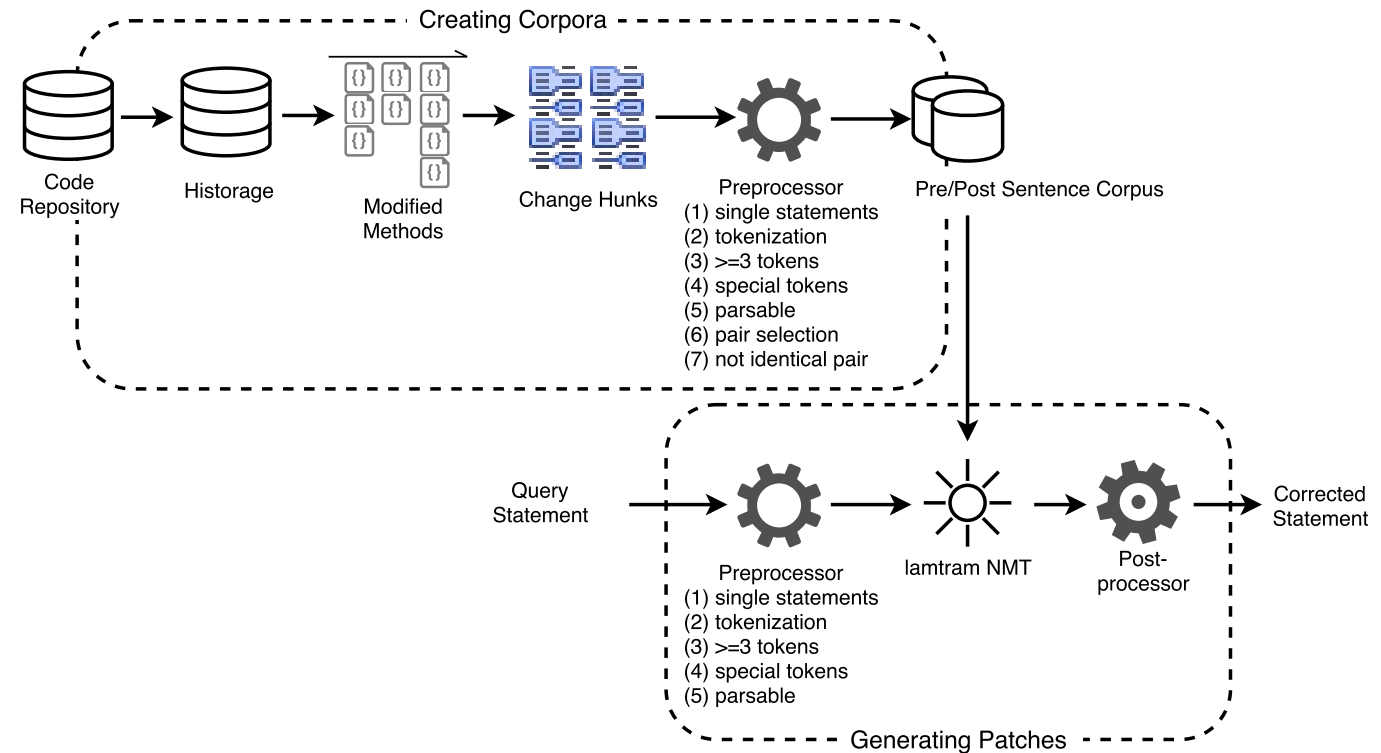 Creating Corpora
Code
Repository
Historage
{} {} {}
{} {} {}
{} {}
{}
Modified
Methods
Change Hunks
Preprocessor
(1) single statements
(2) tokenization
(3) >=3 tokens
(4) special tokens
(5) parsable
(6) pair selection
(7) not identical pair
Pre/Post Sentence Corpus
Query
Statement
Preprocessor
(1) single statements
(2) tokenization
(3) >=3 tokens
(4) special tokens
(5) parsable
lamtram NMT
Post-
processor
Corrected
Statement
Generating Patches